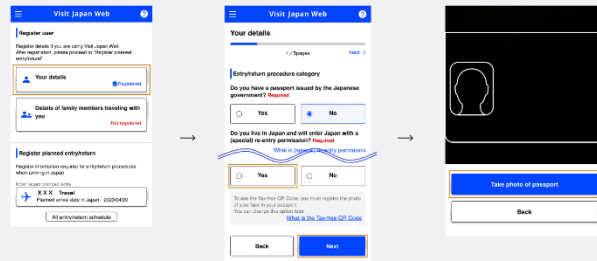 Visit Japan Web
Register user
Register details if you are using Visit Japan Web
After registration, please proceed to "Register planned
entry/return".
Your details
Registered
Details of family members traveling with
you
Not registered
Register planned entry/return
Register information required for entry/return procedures
when arriving in Japan
Most recent planned entry
X X X Travel
Planned arrival date in Japan 2023/04/20
All entry/return schedule
Visit Japan Web
Your details
1/5pages
Next
Entry/return procedure category
Do you have a passport issued by the Japanese
government? Required
Yes
No
Do you live in Japan and will enter Japan with a
(special) re-entry permission? Required
What is (special) re-entry permission
Yes
No
To use the Tax-free QR Code, you must register the photo
of your face in your passport
You can change this option later
What is the Tax-free QR Code
Back
Next
Take photo of passport
Back